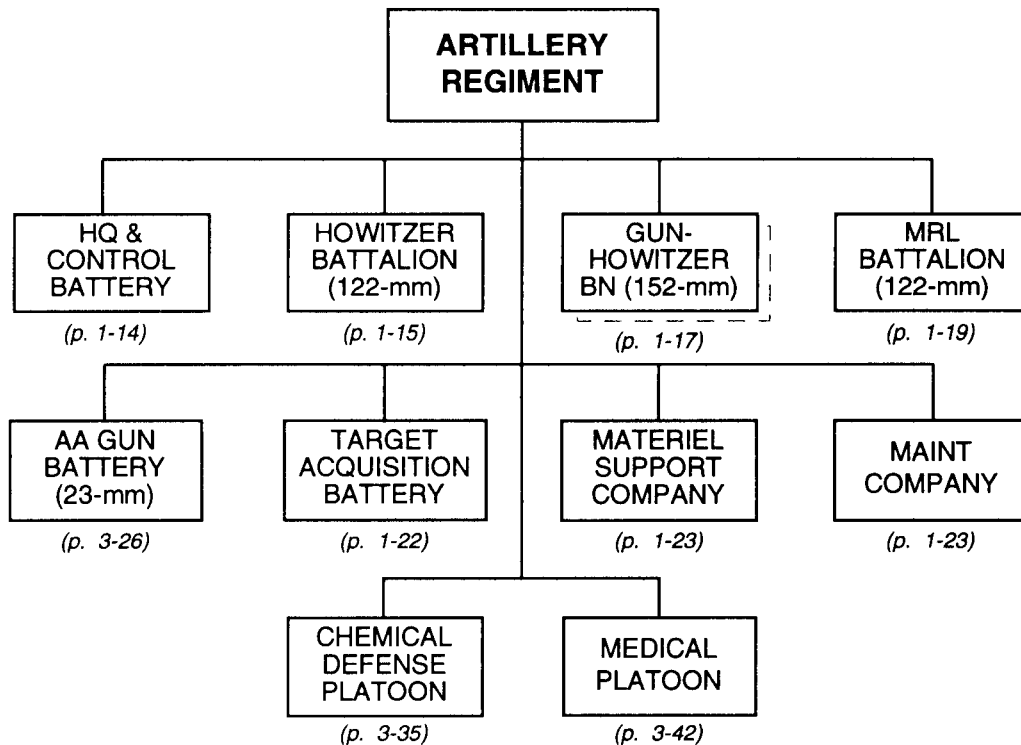 ARTILLERY
REGIMENT
HQ &
CONTROL
BATTERY
(p. 1-14)
HOWITZER
BATTALION
(122-mm)
(p. 1-15)
GUN-
HOWITZER
BN (152-mm)
(p. 1-17)
MRL
BATTALION
(122-mm)
(p. 1-19)
AA GUN
BATTERY
(23-mm)
(p. 3-26)
TARGET
ACQUISITION
BATTERY
(p. 1-22)
MATERIEL
SUPPORT
COMPANY
(p. 1-23)
MAINT
COMPANY
(p. 1-23)
CHEMICAL
DEFENSE
PLATOON
(p. 3-35)
MEDICAL
PLATOON
(p. 3-42)